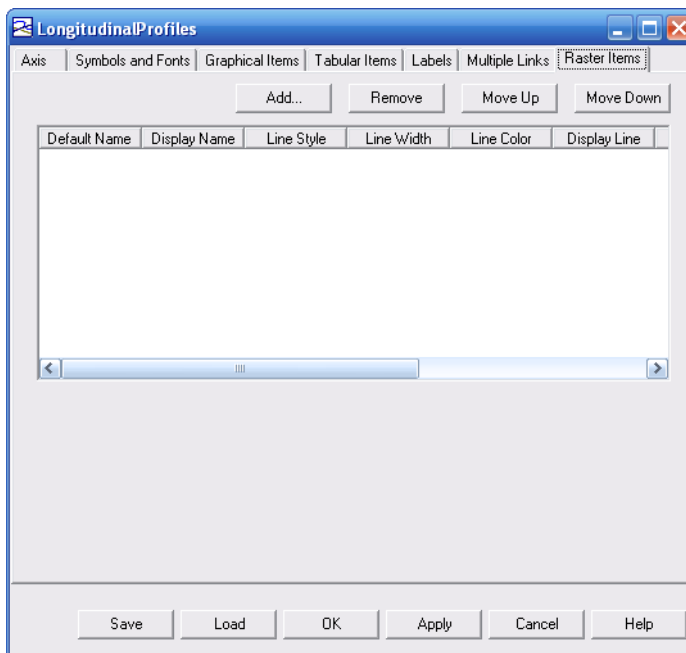 LongitudinalProfiles
Axis Symbols and Fonts Graphical Items Tabular Items Labels Multiple Links Raster Items
Add... Remove Move Up Move Down
Default Name Display Name Line Style Line Width Line Color Display Line
Save Load OK Apply Cancel Help